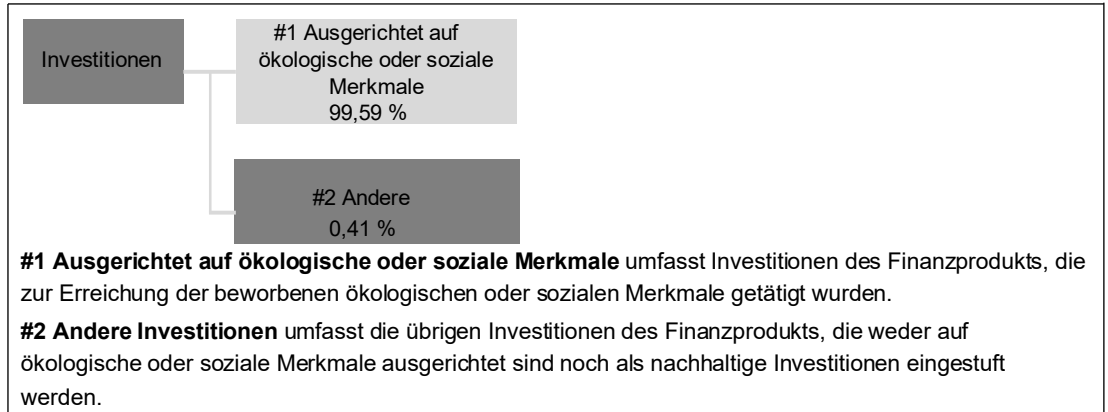 Investitionen
#1 Ausgerichtet auf
ökologische oder soziale
Merkmale
99,59 %
#2 Andere
0,41 %
#1 Ausgerichtet auf ökologische oder soziale Merkmale umfasst Investitionen des Finanzprodukts, die
zur Erreichung der beworbenen ökologischen oder sozialen Merkmale getätigt wurden.
#2 Andere Investitionen umfasst die übrigen Investitionen des Finanzprodukts, die weder auf
ökologische oder soziale Merkmale ausgerichtet sind noch als nachhaltige Investitionen eingestuft
werden.